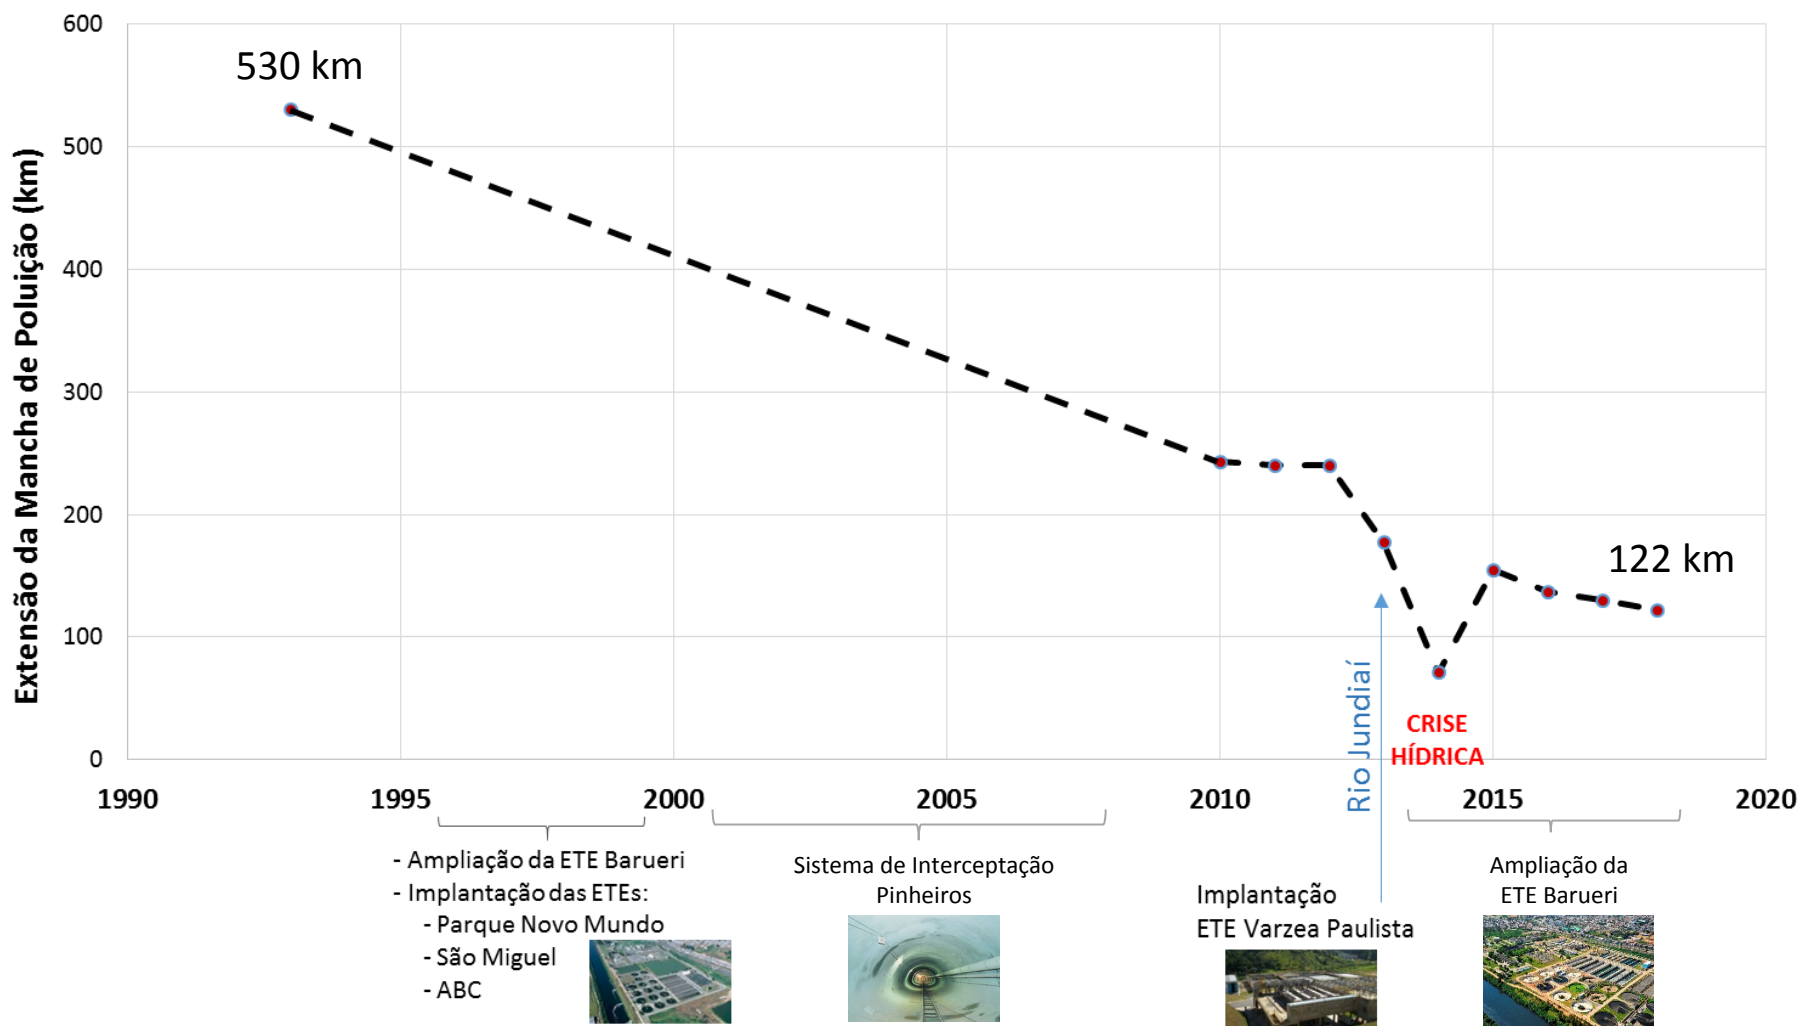 Extensão da Mancha de Poluição (km)
600
500
400
300
200
100
0
530 km
122 km
Rio Jundiaí
CRISE
HÍDRICA
1990
1995
2000
2005
2010
2015
2020
- Ampliação da ETE Barueri
- Implantação das ETEs:
- Parque Novo Mundo
- São Miguel
- ABC
Sistema de Interceptação
Pinheiros
Implantação
ETE Varzea Paulista
Ampliação da
ETE Barueri